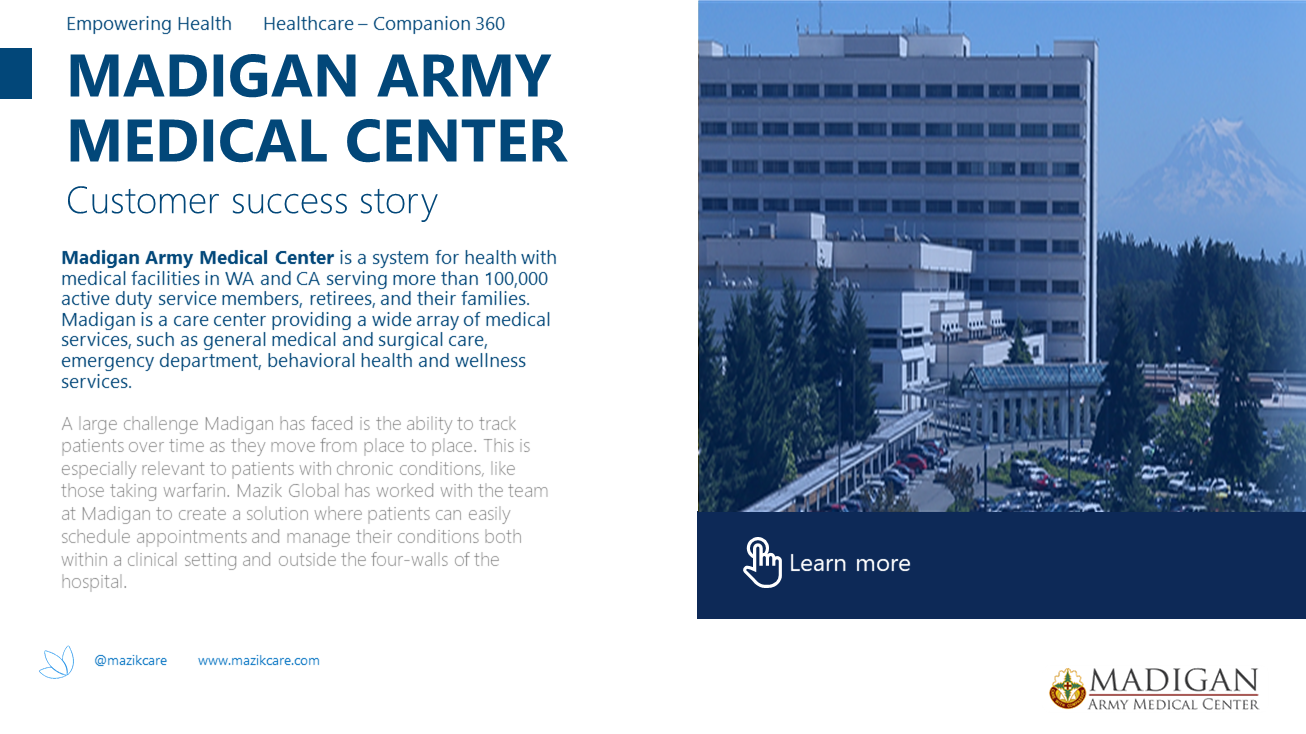 Empowering Health Healthcare – Companion 360
MADIGAN ARMY
MEDICAL CENTER
Customer success story
Madigan Army Medical Center is a system for health with
medical facilities in WA and CA serving more than 100,000
active duty service members, retirees, and their families.
Madigan is a care center providing a wide array of medical
services, such as general medical and surgical care,
emergency department, behavioral health and wellness
services.
A large challenge Madigan has faced is the ability to track
patients over time as they move from place to place. This is
especially relevant to patients with chronic conditions, like
those taking warfarin. Mazik Global has worked with the team
at Madigan to create a solution where patients can easily
schedule appointments and manage their conditions both
within a clinical setting and outside the four-walls of the
hospital.
Learn more
@mazikcare www.mazikcare.com
MADIGAN
ARMY MEDICAL CENTER